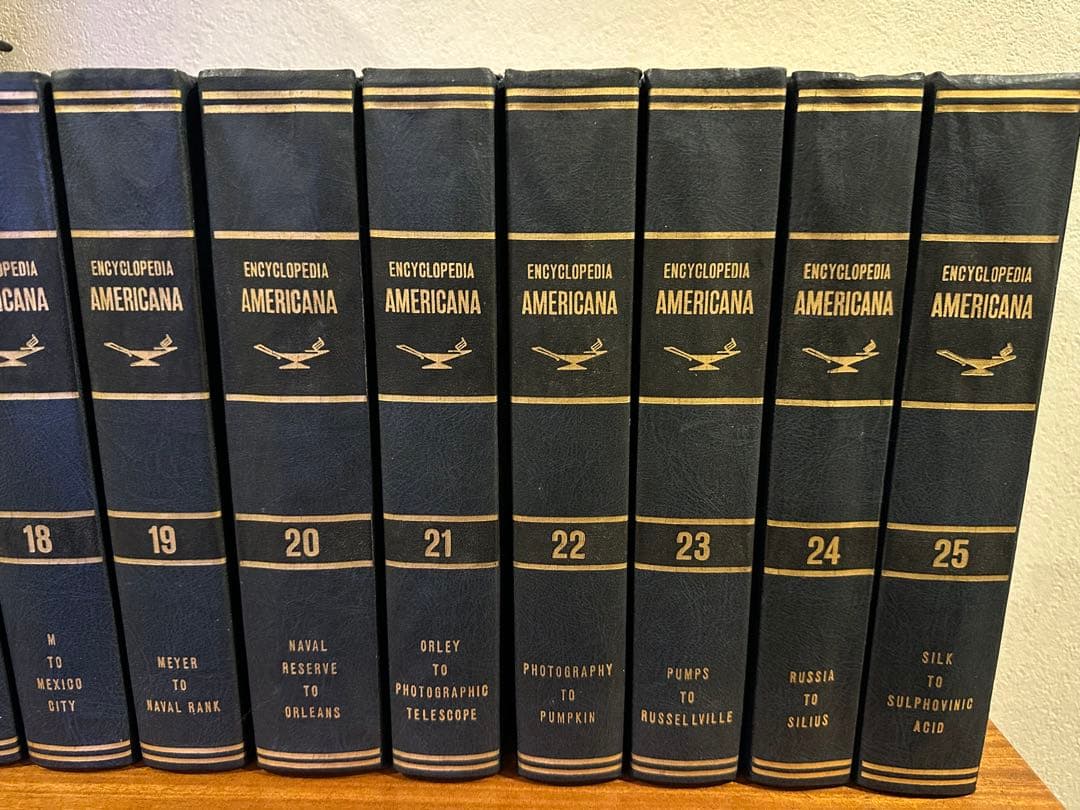 OPEDIA
ICANA
18
M
TO
MEXICO
CITY
ENCYCLOPEDIA
AMERICANA
19
MEYER
TO
NAVAL RANK
ENCYCLOPEDIA
AMERICANA
20
NAVAL
RESERVE
TO
ORLEANS
ENCYCLOPEDIA
AMERICANA
21
ORLEY
TO
PHOTOGRAPHIC
TELESCOPE
ENCYCLOPEDIA
AMERICANA
22
PHOTOGRAPHY
TO
PUMPKIN
ENCYCLOPEDIA
AMERICANA
23
PUMPS
TO
RUSSELLVILLE
ENCYCLOPEDIA
AMERICANA
24
RUSSIA
TO
SILIUS
ENCYCLOPEDIA
AMERICANA
25
SILK
TO
SULPHOVINIC
ACID